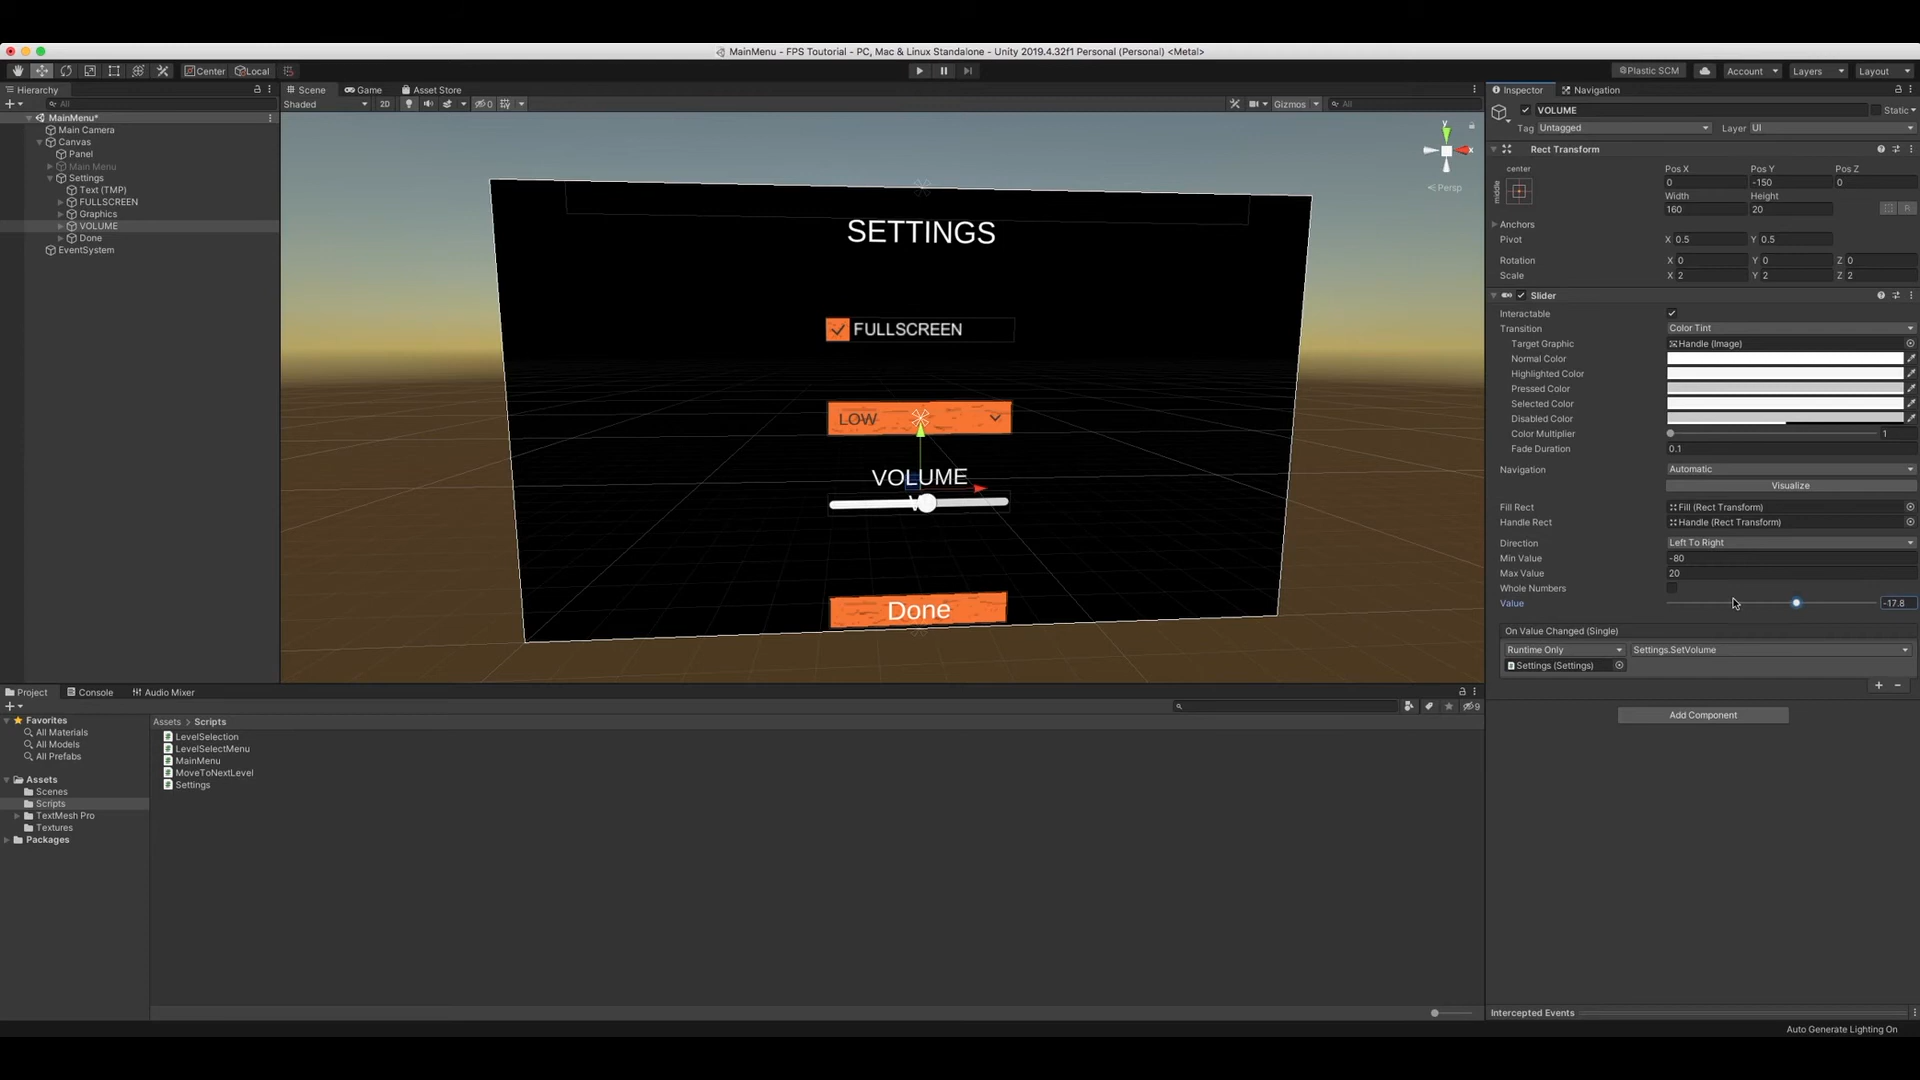 MainMenu - FPS Toutorial - PC, Mac & Linux Standalone - Unity 2019.4.32f1 Personal (Personal) <Metal>
Center Local
Plastic SCM Account Layers Layout
Hierarchy
All
MainMenu*
Main Camera
Canvas
Panel
Main Menu
Settings
Text (TMP)
FULLSCREEN
Graphics
VOLUME
Done
EventSystem
Scene Game Asset Store
Shaded 2D 0 Gizmos All
y
x
Persp
SETTINGS
FULLSCREEN
LOW
VOLUME
Done
Inspector Navigation
VOLUME Static
Tag Untagged Layer UI
Rect Transform
center
middle
Pos X Pos Y Pos Z
0 -150 0
Width Height
160 20
R
Anchors
Pivot X 0.5 Y 0.5
Rotation X 0 Y 0 Z 0
Scale X 2 Y 2 Z 2
Slider
Interactable
Transition Color Tint
Target Graphic Handle (Image)
Normal Color
Highlighted Color
Pressed Color
Selected Color
Disabled Color
Color Multiplier 1
Fade Duration 0.1
Navigation Automatic
Visualize
Fill Rect Fill (Rect Transform)
Handle Rect Handle (Rect Transform)
Direction Left To Right
Min Value -80
Max Value 20
Whole Numbers
Value -17.8
On Value Changed (Single)
Runtime Only Settings.SetVolume
Settings (Settings)
Add Component
Project Console Audio Mixer
9
Favorites
All Materials
All Models
All Prefabs
Assets
Scenes
Scripts
TextMesh Pro
Textures
Packages
Assets > Scripts
LevelSelection
LevelSelectMenu
MainMenu
MoveToNextLevel
Settings
Intercepted Events
Auto Generate Lighting On